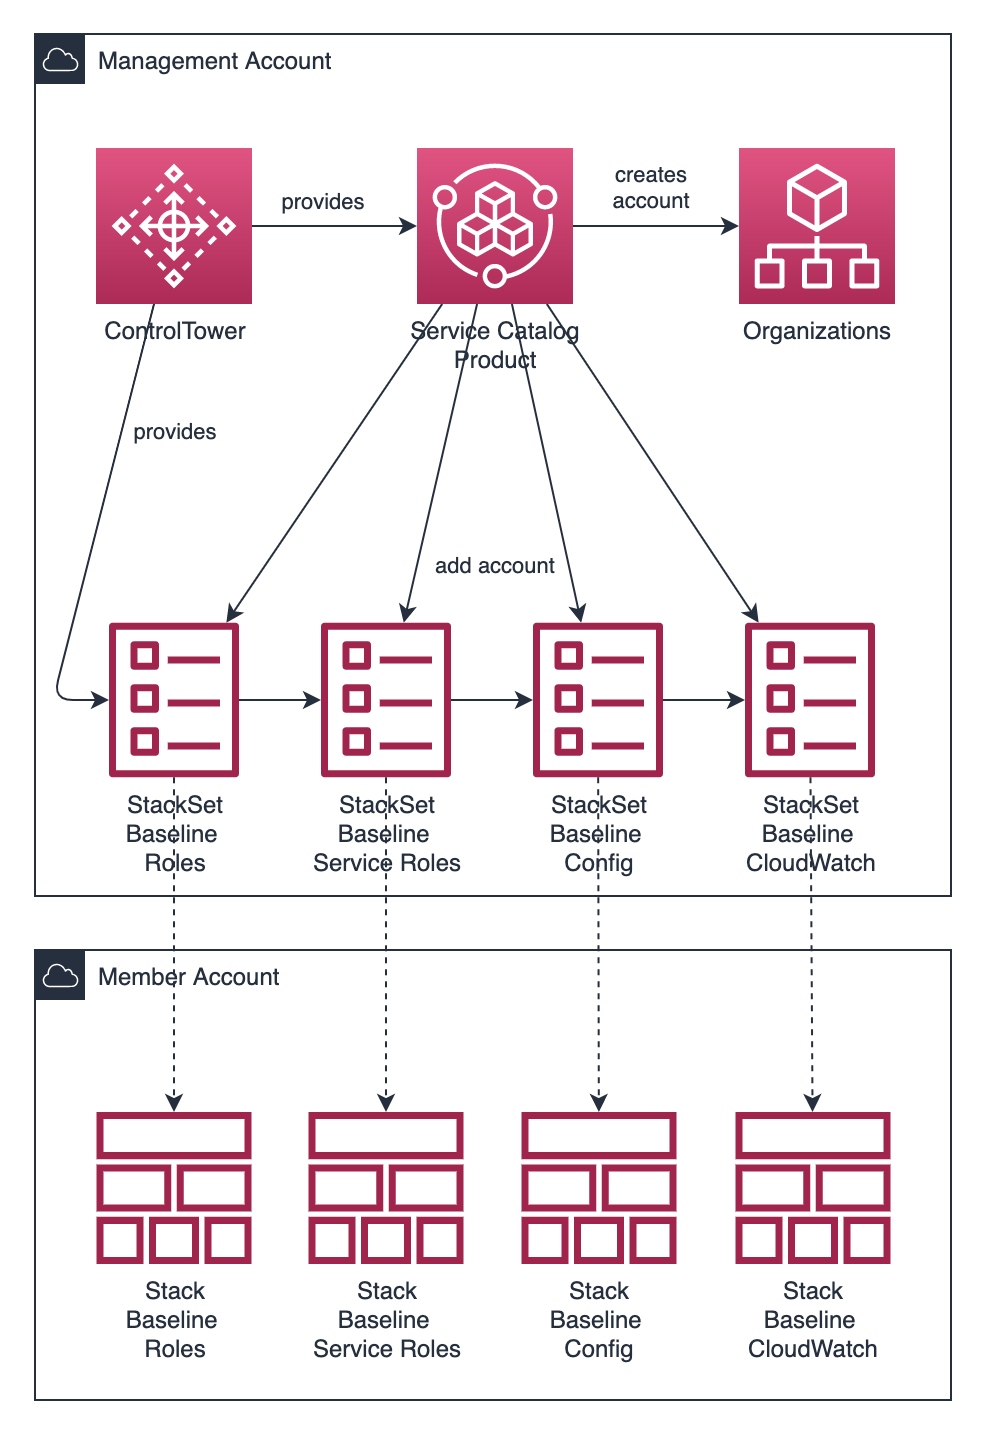 Management Account
provides
creates
account
ControlTower
Service Catalog
Product
Organizations
provides
add account
StackSet
Baseline
Roles
StackSet
Baseline
Service Roles
StackSet
Baseline
Config
StackSet
Baseline
CloudWatch
Member Account
Stack
Baseline
Roles
Stack
Baseline
Service Roles
Stack
Baseline
Config
Stack
Baseline
CloudWatch